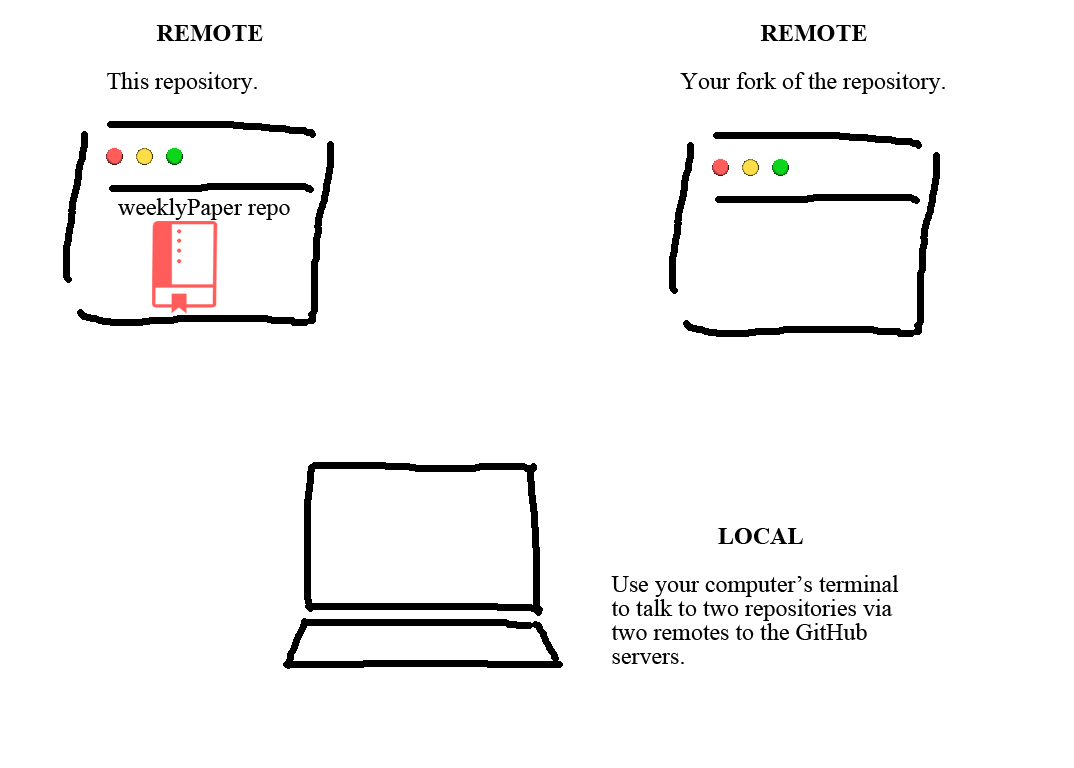 REMOTE
This repository.
weeklyPaper repo
REMOTE
Your fork of the repository.
LOCAL
Use your computer’s terminal
to talk to two repositories via
two remotes to the GitHub
servers.